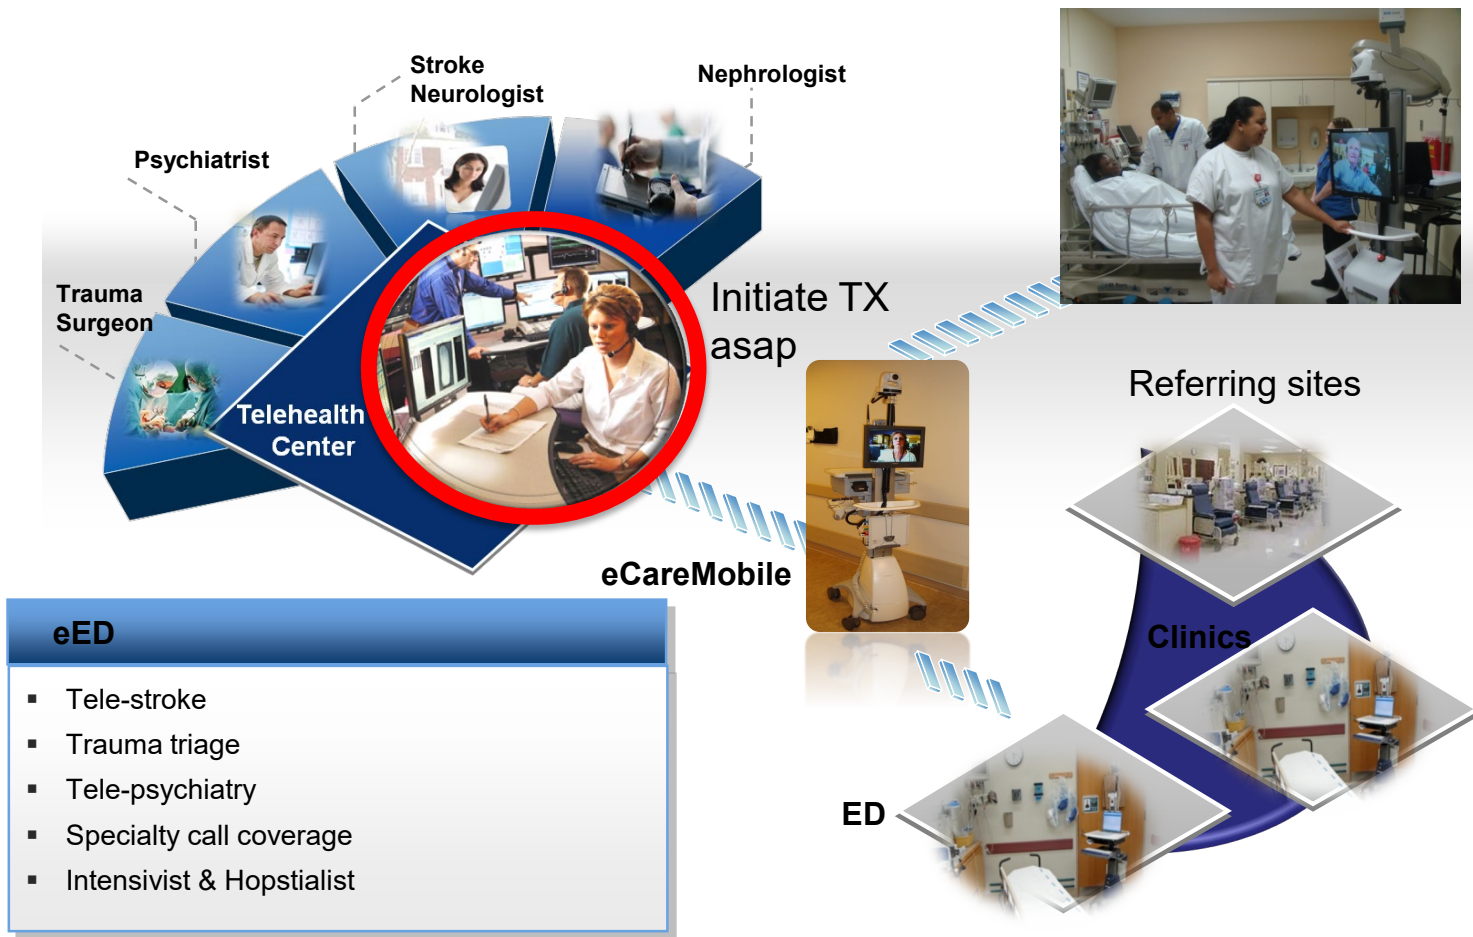 Stroke
Neurologist
Nephrologist
Psychiatrist
Trauma
Surgeon
Telehealth
Center
Initiate TX
asap
Referring sites
eCareMobile
Clinics
ED
eED
▪ Tele-stroke
▪ Trauma triage
▪ Tele-psychiatry
▪ Specialty call coverage
▪ Intensivist & Hopstialist